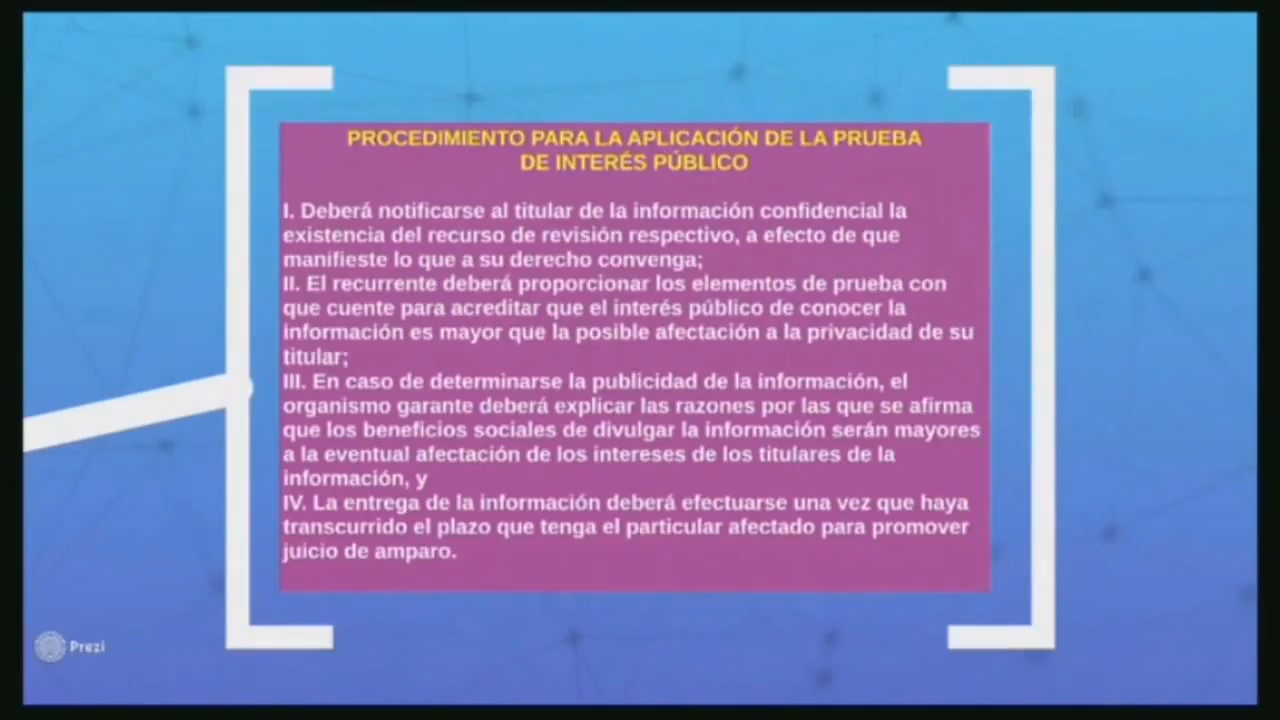 PROCEDIMIENTO PARA LA APLICACIÓN DE LA PRUEBA
DE INTERÉS PÚBLICO
I. Deberá notificarse al titular de la información confidencial la
existencia del recurso de revisión respectivo, a efecto de que
manifieste lo que a su derecho convenga;
II. El recurrente deberá proporcionar los elementos de prueba con
que cuente para acreditar que el interés público de conocer la
información es mayor que la posible afectación a la privacidad de su
titular;
III. En caso de determinarse la publicidad de la información, el
organismo garante deberá explicar las razones por las que se afirma
que los beneficios sociales de divulgar la información serán mayores
a la eventual afectación de los intereses de los titulares de la
información, y
IV. La entrega de la información deberá efectuarse una vez que haya
transcurrido el plazo que tenga el particular afectado para promover
juicio de amparo.
Prezi